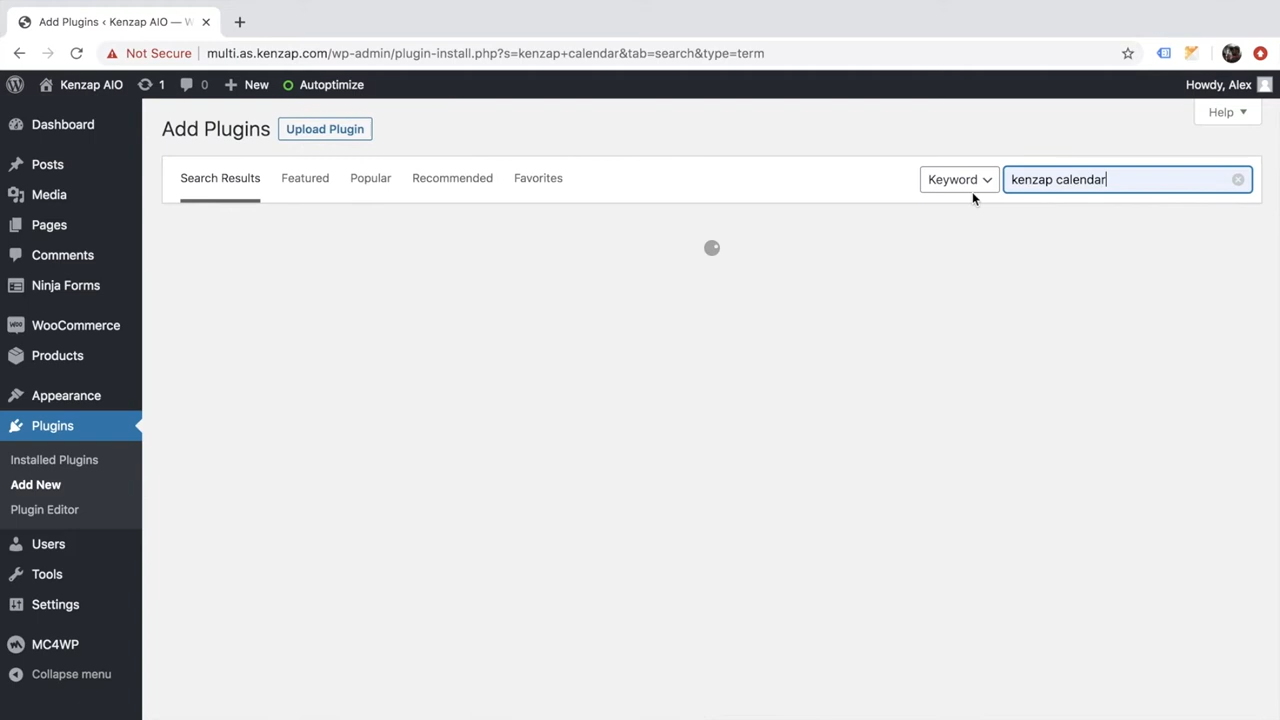 Add Plugins ‹ Kenzap AIO — W
Not Secure
multi.as.kenzap.com/wp-admin/plugin-install.php?s=kenzap+calendar&tab=search&type=term
Kenzap AIO
1
0
New
Autoptimize
Howdy, Alex
Dashboard
Posts
Media
Pages
Comments
Ninja Forms
WooCommerce
Products
Appearance
Plugins
Installed Plugins
Add New
Plugin Editor
Users
Tools
Settings
MC4WP
Collapse menu
Help
Add Plugins
Upload Plugin
Search Results
Featured
Popular
Recommended
Favorites
Keyword
kenzap calendar